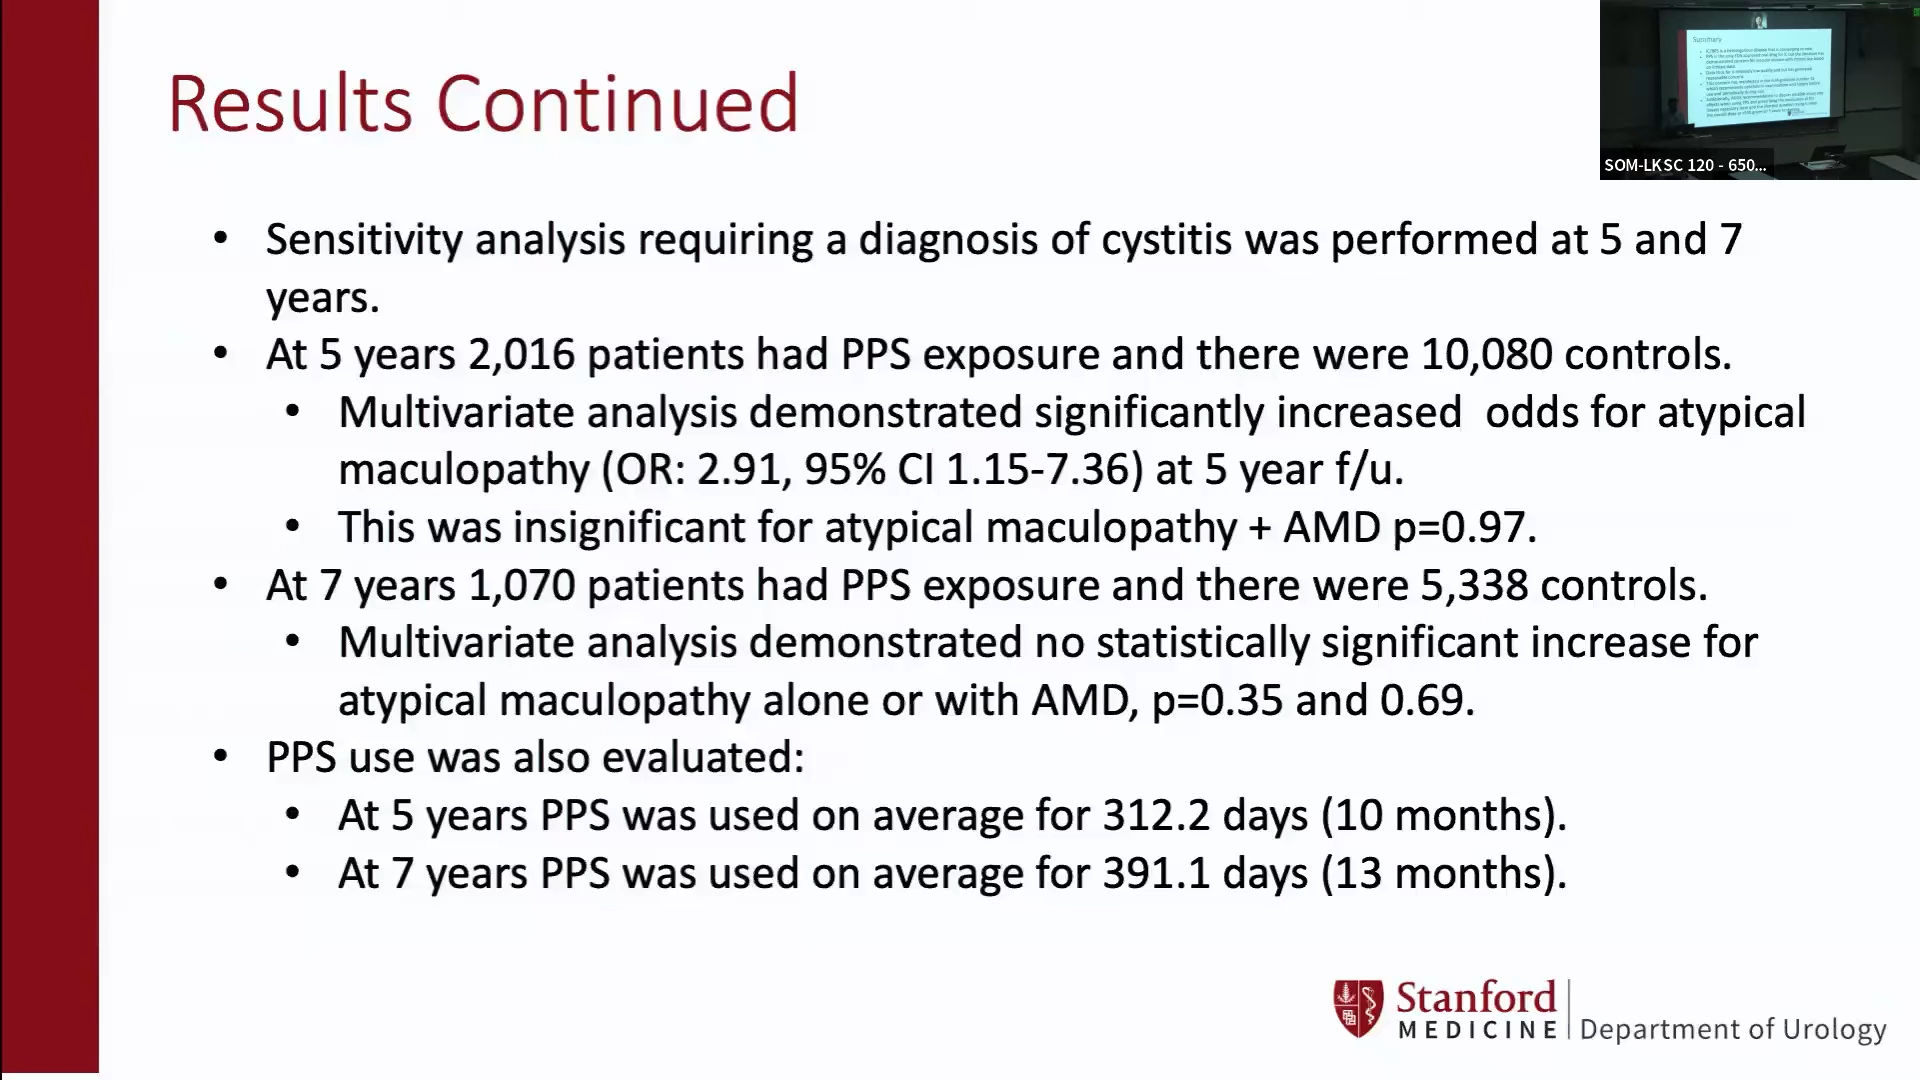 Results Continued
• Sensitivity analysis requiring a diagnosis of cystitis was performed at 5 and 7
years.
• At 5 years 2,016 patients had PPS exposure and there were 10,080 controls.
• Multivariate analysis demonstrated significantly increased  odds for atypical
maculopathy (OR: 2.91, 95% CI 1.15-7.36) at 5 year f/u.
• This was insignificant for atypical maculopathy + AMD p=0.97.
• At 7 years 1,070 patients had PPS exposure and there were 5,338 controls.
• Multivariate analysis demonstrated no statistically significant increase for
atypical maculopathy alone or with AMD, p=0.35 and 0.69.
• PPS use was also evaluated:
• At 5 years PPS was used on average for 312.2 days (10 months).
• At 7 years PPS was used on average for 391.1 days (13 months).
Summary
SOM-LKSC 120 - 650...
Stanford
MEDICINE
Department of Urology